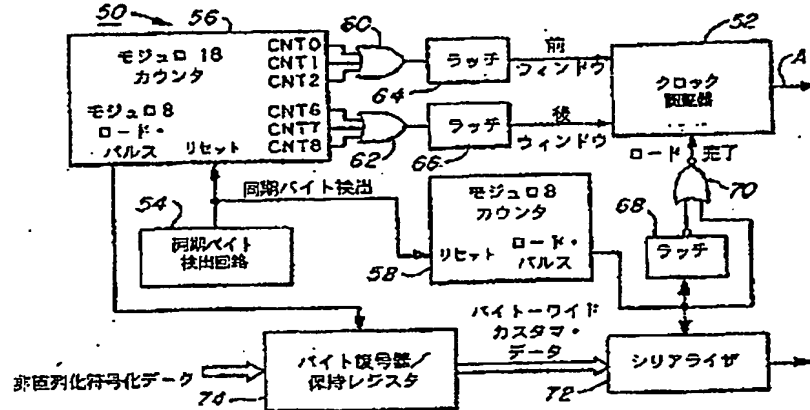 50
56
モジュロ 18
カウンタ
CNT0
CNT1
CNT2
モジュロ 8
ロード・
パルス
リセット
CNT6
CNT7
CNT8
60
ラッチ
64
前
ウィンドウ
62
ラッチ
66
後
ウィンドウ
52
クロック
A
ロード
完了
70
54
同期バイト検出
同期バイト
検出回路
モジュロ 8
カウンタ
リセット
ロード・
パルス
58
68
ラッチ
非直列化符号化データ
バイト復号器/
保持レジスタ
74
バイトーワイド
カスタマ・
データ
シリアライザ
72